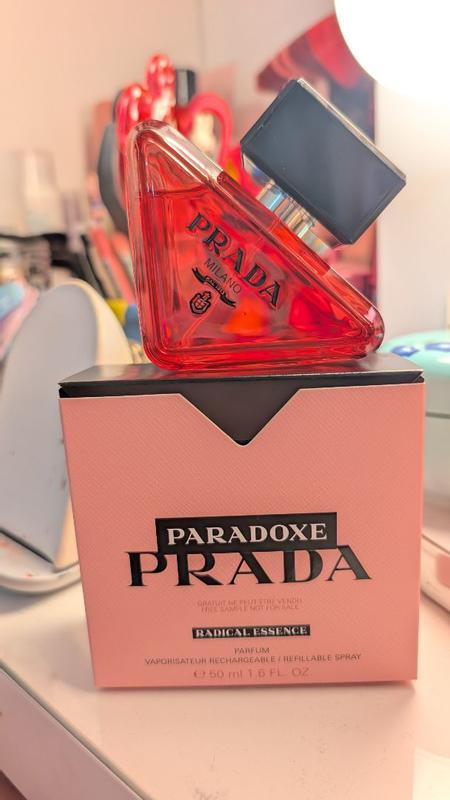 PRADA
MILANO
PARADOXE
PRADA
GRATUIT NE PEUT ÊTRE VENDU
FREE SAMPLE NOT FOR SALE
RADICAL ESSENCE
PARFUM
VAPORISATEUR RECHARGEABLE / REFILLABLE SPRAY
℮ 50 ml 1.6 FL. OZ